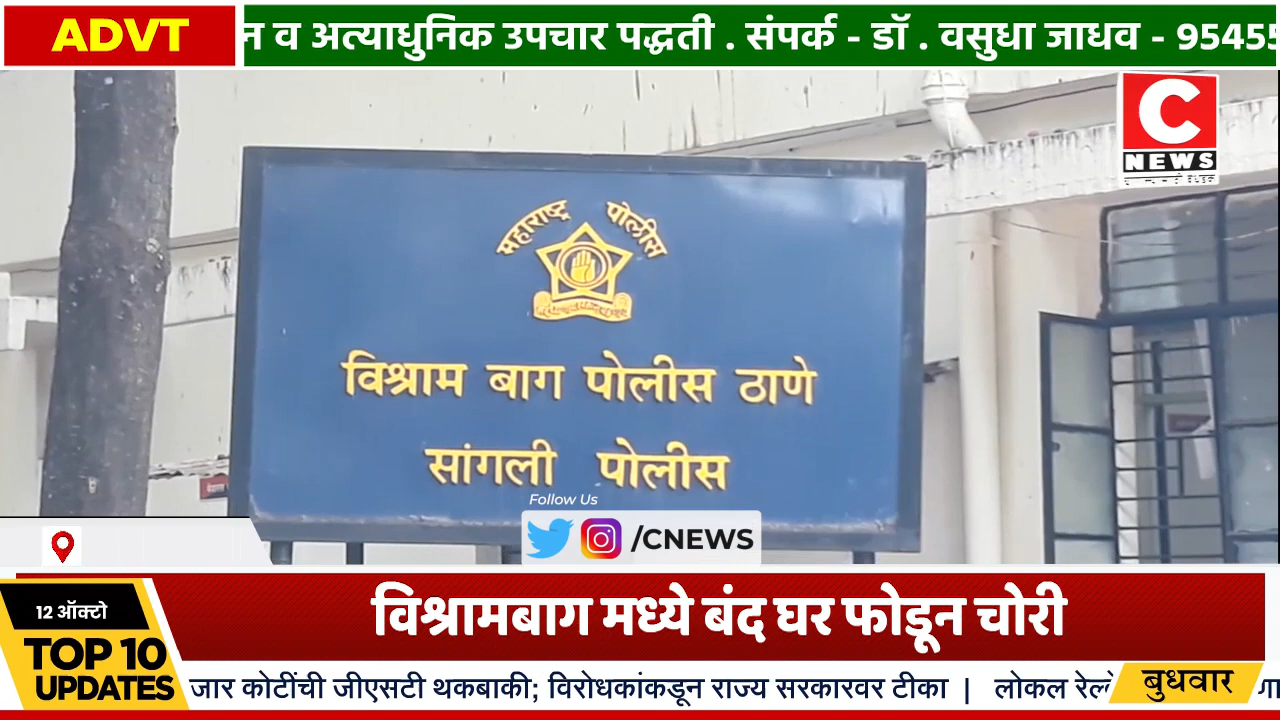 ADVT
व अत्याधुनिक उपचार पद्धती . संपर्क - डॉ . वसुधा जाधव - 9545
C
NEWS
महाराष्ट्र पोलीस
विश्राम बाग पोलीस ठाणे
सांगली पोलीस
Follow Us
/CNEWS
12 ऑक्टो
विश्रामबाग मध्ये बंद घर फोडून चोरी
TOP 10
UPDATES
कोटींची जीएसटी थकबाकी; विरोधकांकडून राज्य सरकारवर टीका | लोकल
बुधवार